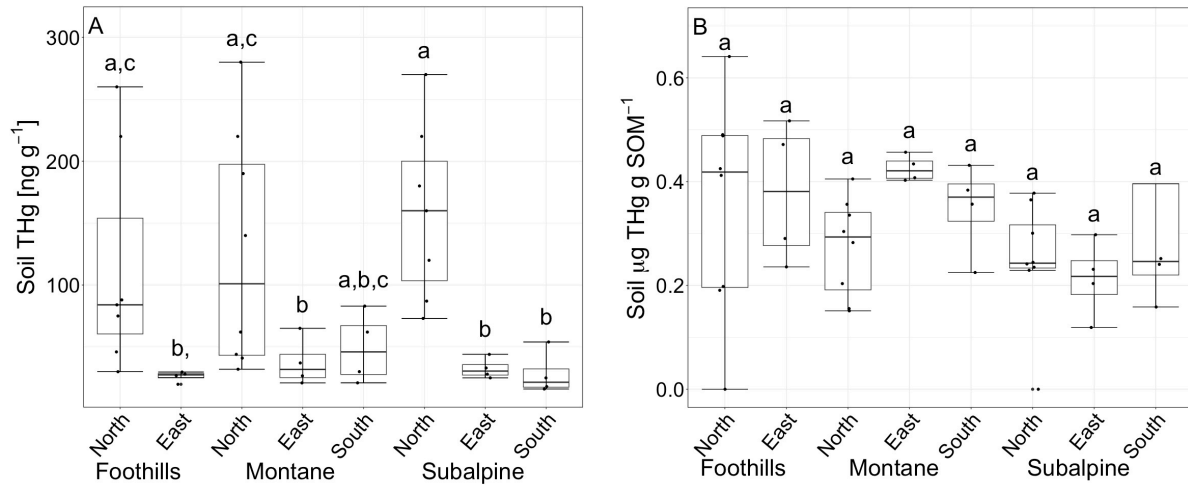 A
Soil THg [ng g⁻¹]
300
200
100
a,c
b,
a,c
b
a,b,c
a
b
b
North
East
North
East
South
North
East
South
Foothills
Montane
Subalpine
B
Soil μg THg g SOM⁻¹
0.6
0.4
0.2
0.0
a
a
a
a
a
a
a
a
North
East
North
East
South
North
East
South
Foothills
Montane
Subalpine